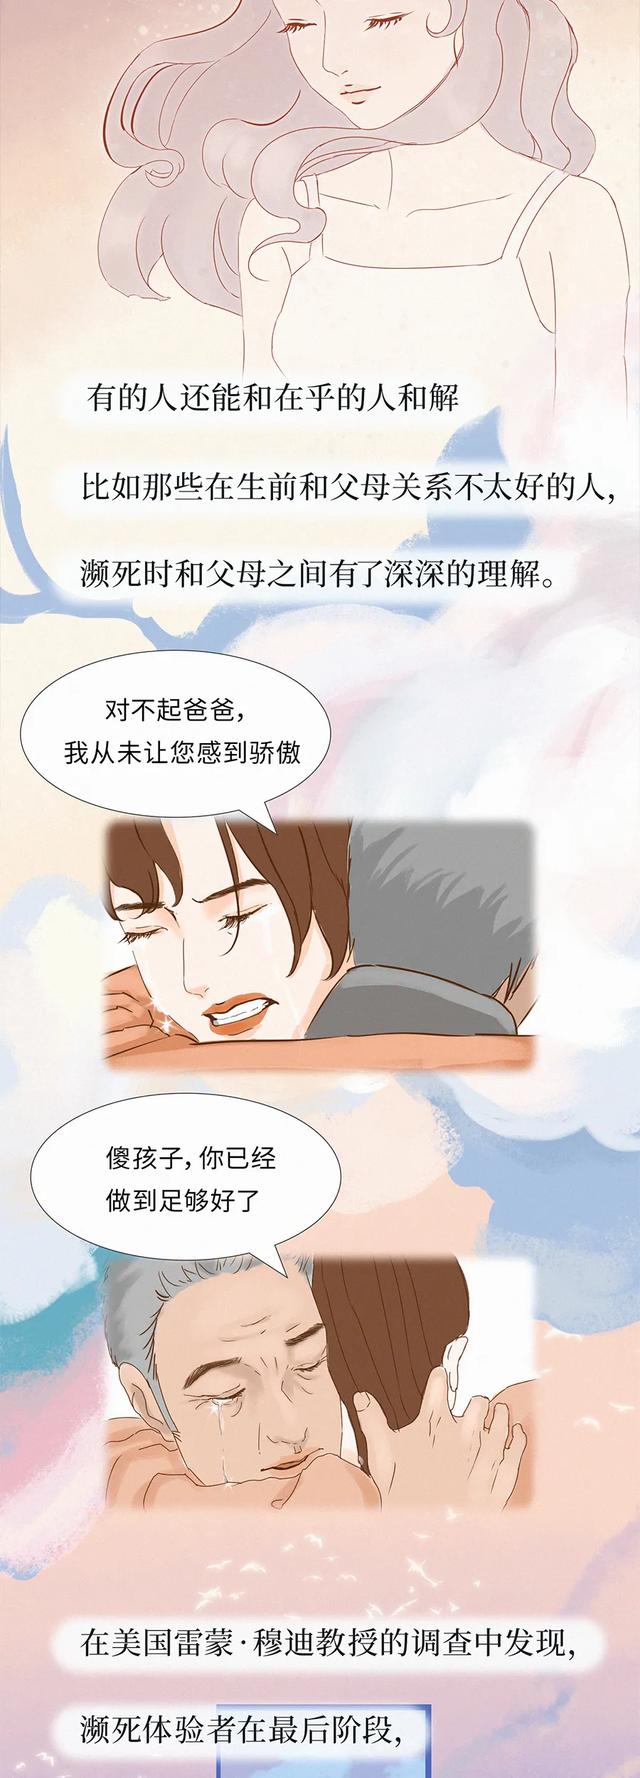 有的人还能和在乎的人和解
比如那些在生前和父母关系不太好的人，
濒死时和父母之间有了深深的理解。
对不起爸爸，
我从未让您感到骄傲
傻孩子，你已经
做到足够好了
在美国雷蒙·穆迪教授的调查中发现，
濒死体验者在最后阶段，